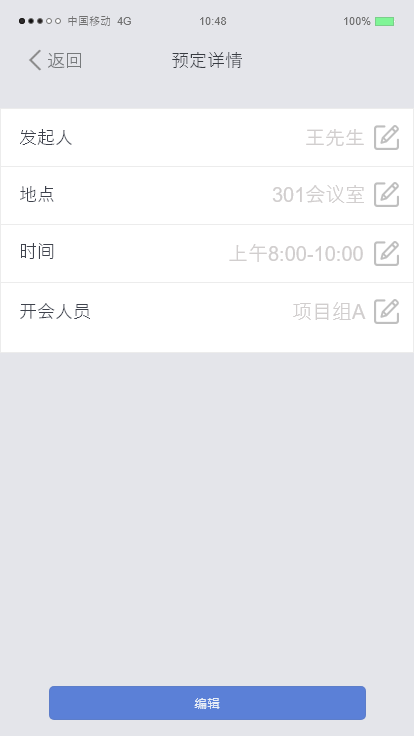 中国移动 4G 10:48 100%
返回 预定详情
发起人 王先生
地点 301会议室
时间 上午8:00-10:00
开会人员 项目组A
编辑